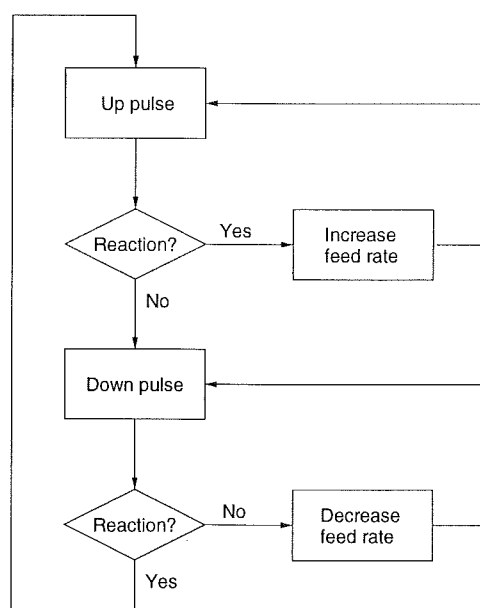 Up pulse
Reaction?
Yes
Increase
feed rate
No
Down pulse
Reaction?
No
Decrease
feed rate
Yes